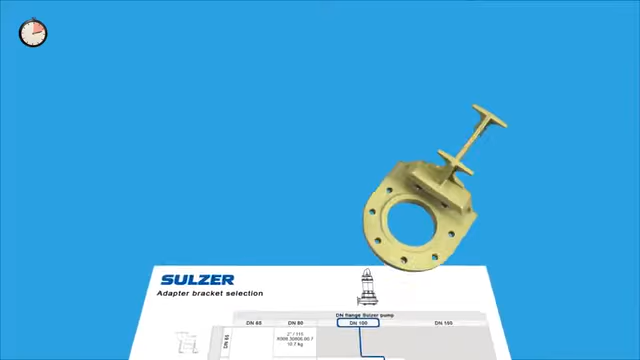 SULZER
Adapter bracket selection
DN flange Sulzer pump
DN 65 DN 80 DN 100 DN 150
DN 65
2" / 115
10.7 kg